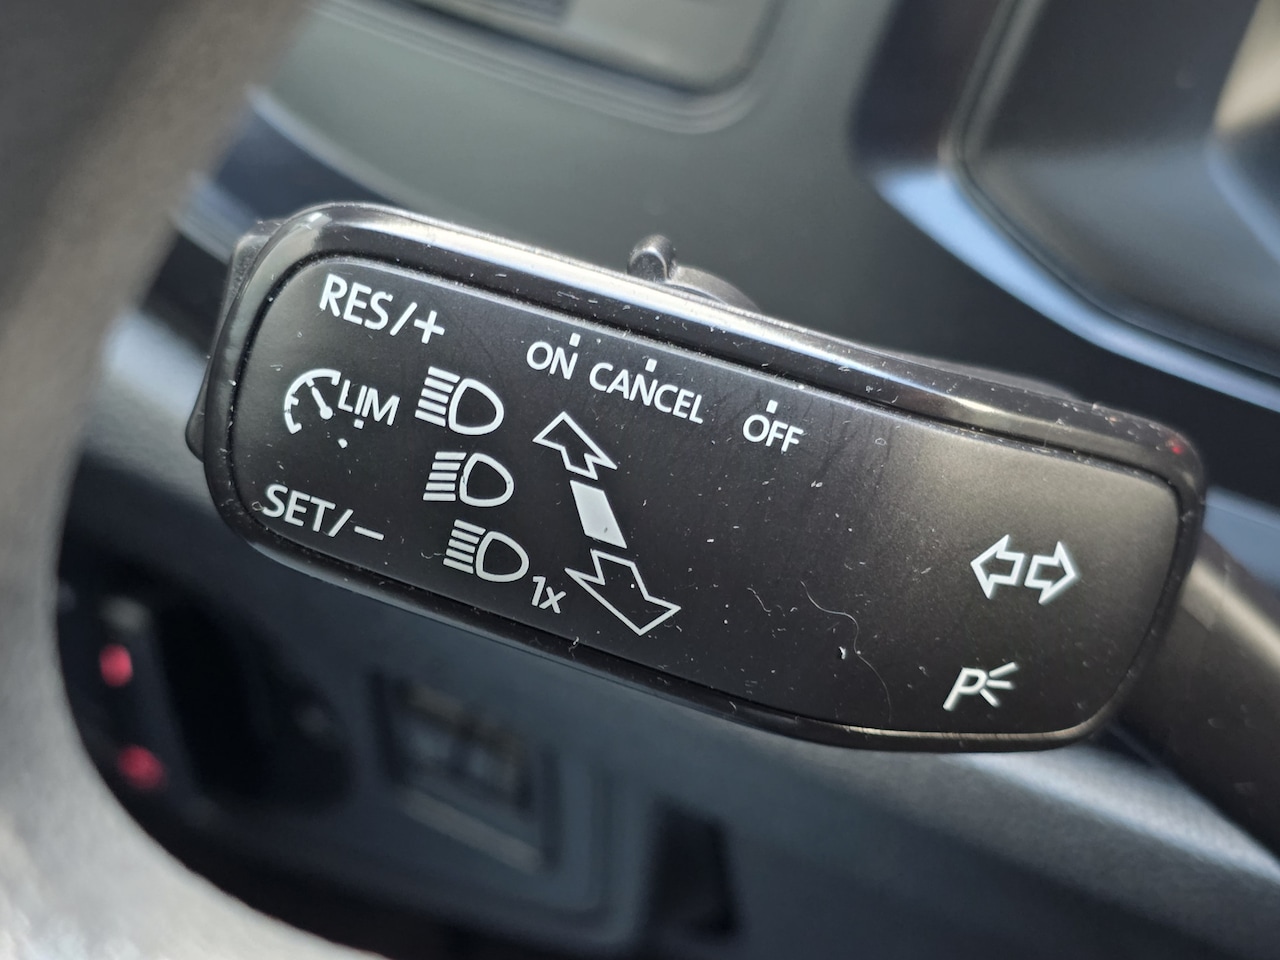 RES/+
ON CANCEL OFF
LIM
SET/–
1x
P